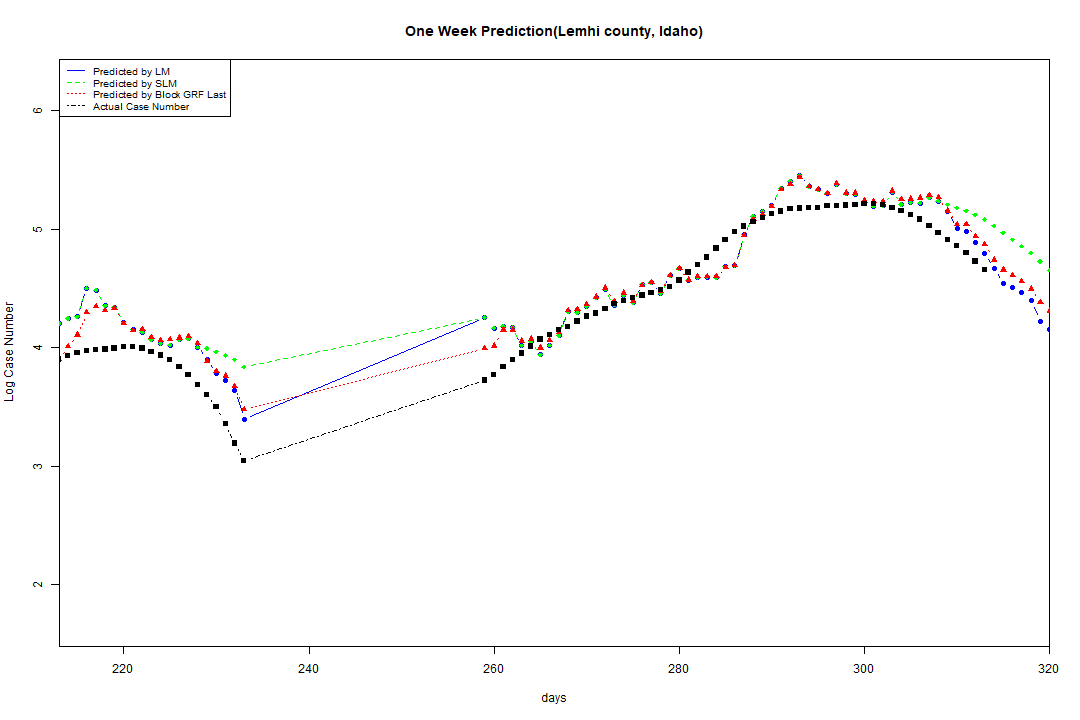 One Week Prediction(Lemhi county, Idaho)
Predicted by LM
Predicted by SLM
Predicted by Block GRF Last
Actual Case Number
6
5
4
3
2
Log Case Number
220
240
260
280
300
320
days